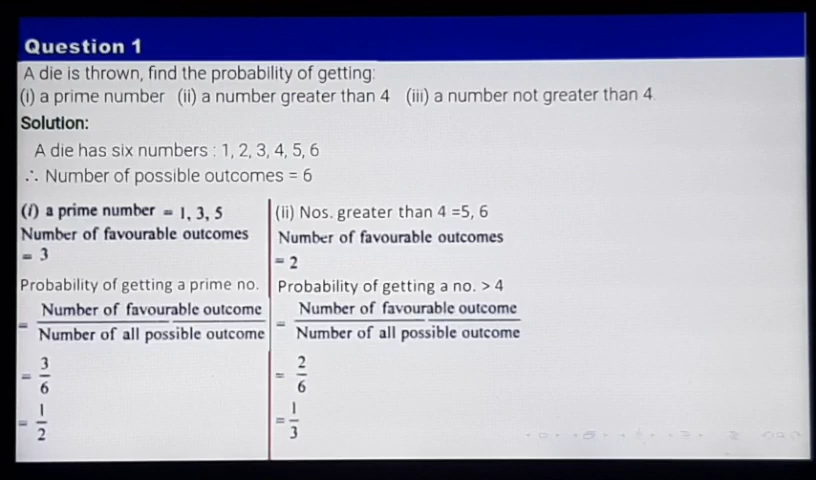 Question 1
A die is thrown, find the probability of getting:
(i) a prime number (ii) a number greater than 4 (iii) a number not greater than 4.
Solution:
A die has six numbers : 1, 2, 3, 4, 5, 6
∴ Number of possible outcomes = 6
(i) a prime number = 1, 3, 5
Number of favourable outcomes
= 3
Probability of getting a prime no.
= Number of favourable outcome / Number of all possible outcome
= 3/6
= 1/2
(ii) Nos. greater than 4 =5, 6
Number of favourable outcomes
= 2
Probability of getting a no. > 4
= Number of favourable outcome / Number of all possible outcome
= 2/6
= 1/3